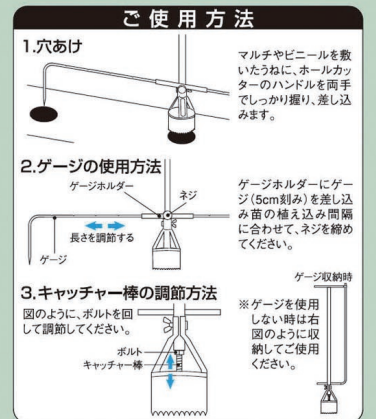 ご使用方法
1.穴あけ
マルチやビニールを敷
いたうねに、ホールカッ
ターのハンドルを両手
でしっかり握り、差し込
みます。
2.ゲージの使用方法
ゲージホルダー
ネジ
長さを調節する
ゲージ
ゲージホルダーにゲー
ジ(5cm刻み)を差し込
み苗の植え込み間隔
に合わせて、ネジを締め
てください。
3.キャッチャー棒の調節方法
図のように、ボルトを回
して調節してください。
ボルト
キャッチャー棒
ゲージ収納時
※ゲージを使用
しない時は右
図のように収
納してご使用
ください。